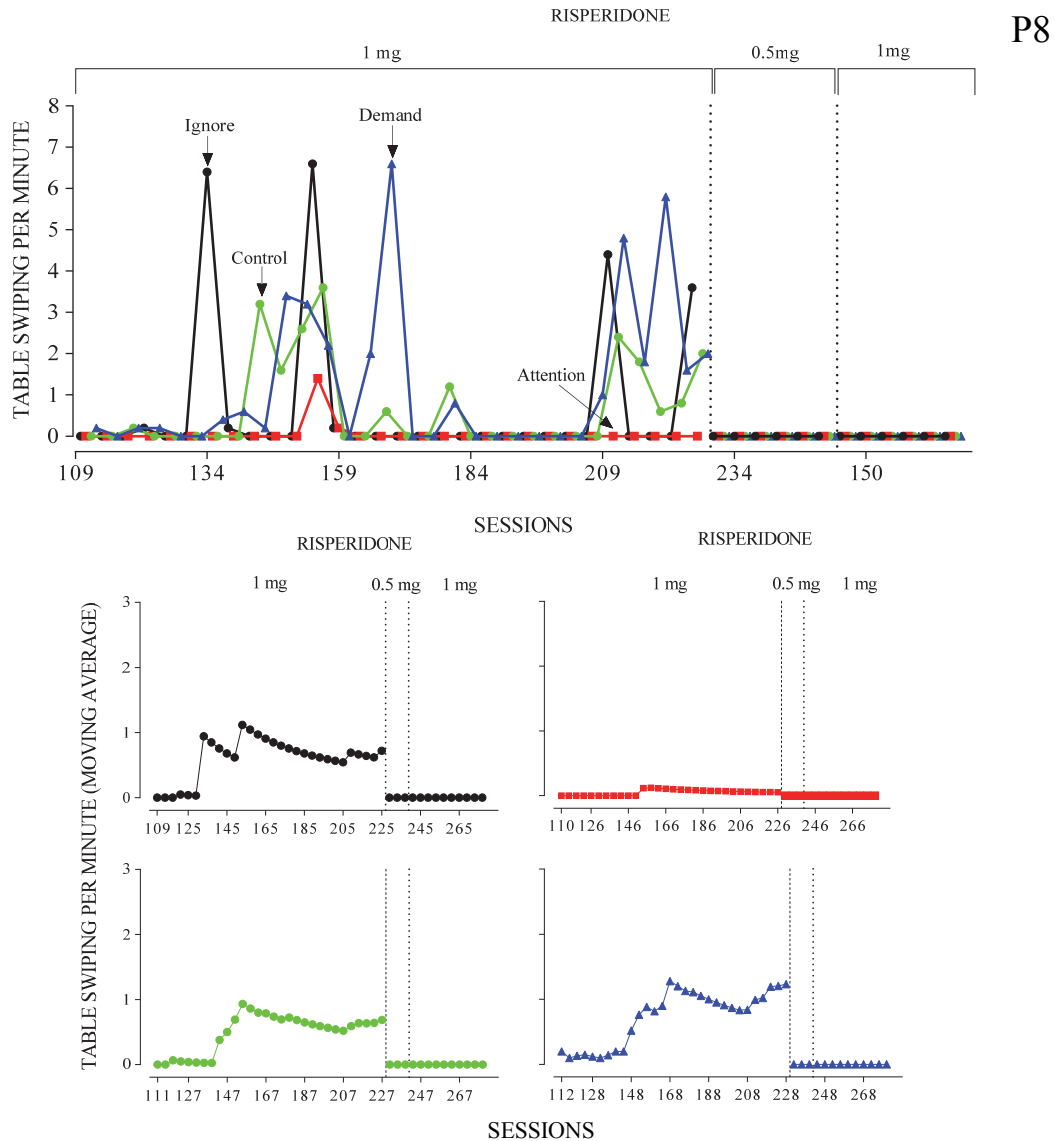 RISPERIDONE
P8
1 mg
0.5mg
1mg
8
7
6
5
4
3
2
1
0
TABLE SWIPING PER MINUTE
Ignore
Control
Demand
Attention
109 134 159 184 209 234 150
SESSIONS
RISPERIDONE
1 mg 0.5 mg 1 mg
3
2
1
0
109 125 145 165 185 205 225 245 265
RISPERIDONE
1 mg 0.5 mg 1 mg
110 126 146 166 186 206 226 246 266
TABLE SWIPING PER MINUTE (MOVING AVERAGE)
3
2
1
0
111 127 147 167 187 207 227 247 267
3
2
1
0
112 128 148 168 188 208 228 248 268
SESSIONS